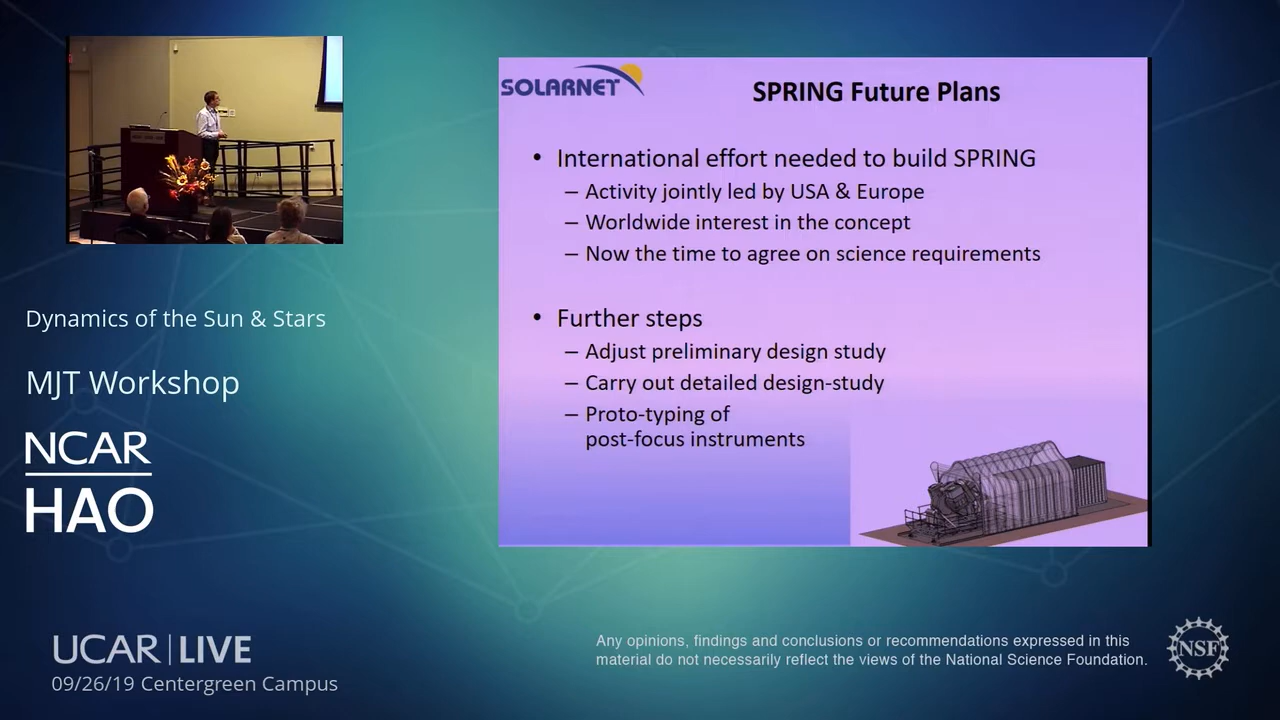 SOLARNET
SPRING Future Plans
• International effort needed to build SPRING
– Activity jointly led by USA & Europe
– Worldwide interest in the concept
– Now the time to agree on science requirements
• Further steps
– Adjust preliminary design study
– Carry out detailed design-study
– Proto-typing of
post-focus instruments
Dynamics of the Sun & Stars
MJT Workshop
NCAR
HAO
UCAR | LIVE
09/26/19 Centergreen Campus
Any opinions, findings and conclusions or recommendations expressed in this
material do not necessarily reflect the views of the National Science Foundation.
NSF